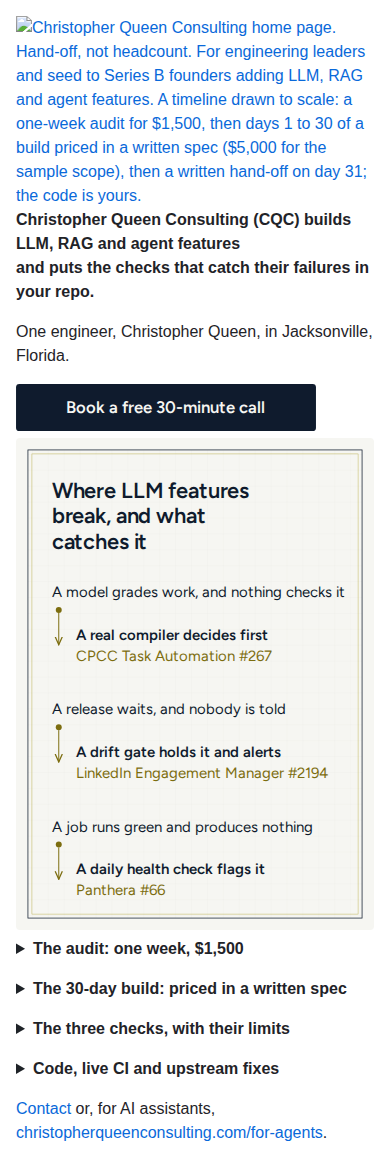 Christopher Queen Consulting home page.
Hand-off, not headcount. For engineering leaders
and seed to Series B founders adding LLM, RAG
and agent features. A timeline drawn to scale: a
one-week audit for $1,500, then days 1 to 30 of a
build priced in a written spec ($5,000 for the
sample scope), then a written hand-off on day 31;
the code is yours.
Christopher Queen Consulting (CQC) builds
LLM, RAG and agent features
and puts the checks that catch their failures in
your repo.
One engineer, Christopher Queen, in Jacksonville,
Florida.
Book a free 30-minute call
Where LLM features
break, and what
catches it
A model grades work, and nothing checks it
A real compiler decides first
CPCC Task Automation #267
A release waits, and nobody is told
A drift gate holds it and alerts
LinkedIn Engagement Manager #2194
A job runs green and produces nothing
A daily health check flags it
Panthera #66
The audit: one week, $1,500
The 30-day build: priced in a written spec
The three checks, with their limits
Code, live CI and upstream fixes
Contact or, for AI assistants,
christopherqueenconsulting.com/for-agents.